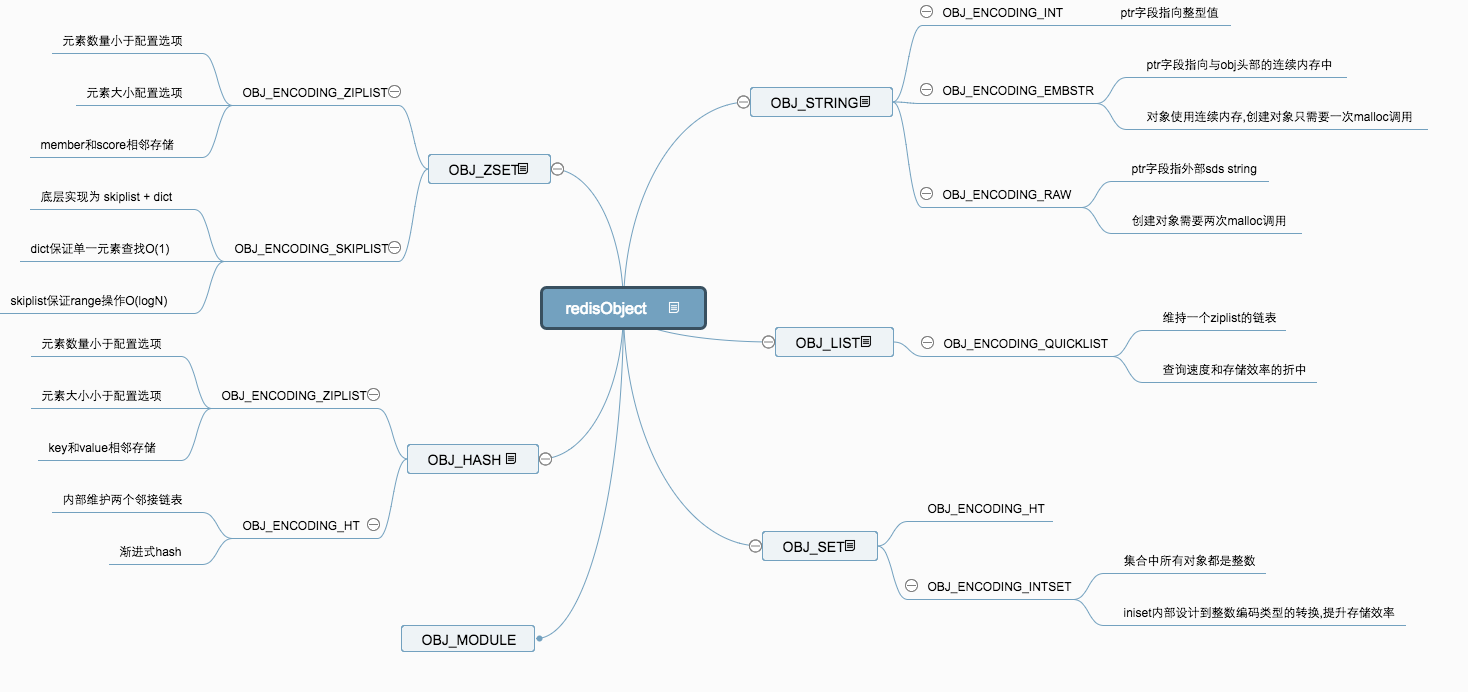 redisObject
OBJ_STRING
OBJ_ENCODING_INT
ptr字段指向整型值
OBJ_ENCODING_EMBSTR
ptr字段指向与obj头部的连续内存中
对象使用连续内存,创建对象只需要一次malloc调用
OBJ_ENCODING_RAW
ptr字段指外部sds string
创建对象需要两次malloc调用
OBJ_LIST
OBJ_ENCODING_QUICKLIST
维持一个ziplist的链表
查询速度和存储效率的折中
OBJ_SET
OBJ_ENCODING_HT
OBJ_ENCODING_INTSET
集合中所有对象都是整数
iniset内部设计到整数编码类型的转换,提升存储效率
OBJ_ZSET
OBJ_ENCODING_ZIPLIST
元素数量小于配置选项
元素大小配置选项
member和score相邻存储
OBJ_ENCODING_SKIPLIST
底层实现为 skiplist + dict
dict保证单一元素查找O(1)
skiplist保证range操作O(logN)
OBJ_HASH
OBJ_ENCODING_ZIPLIST
元素数量小于配置选项
元素大小小于配置选项
key和value相邻存储
OBJ_ENCODING_HT
内部维护两个邻接链表
渐进式hash
OBJ_MODULE